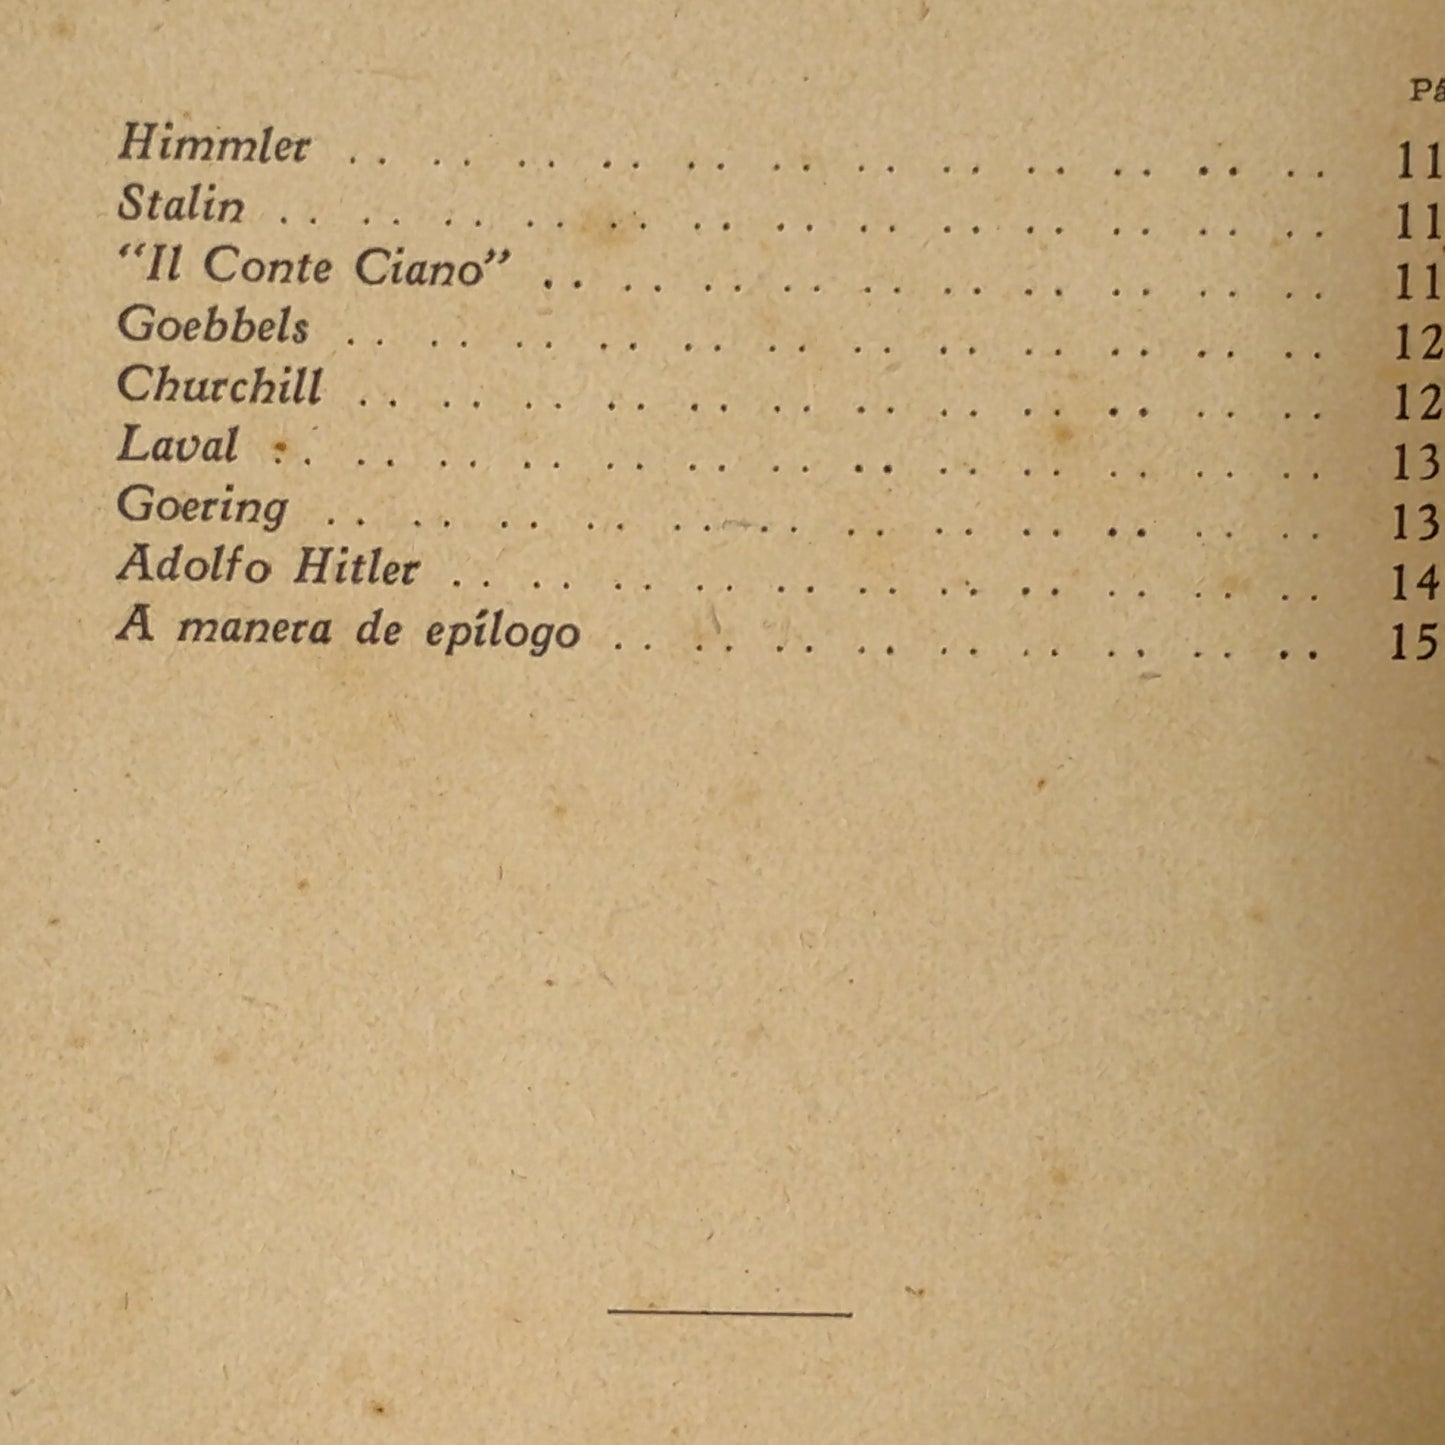 Pá
Himmler .. .. .. .. .. .. .. .. .. .. .. .. 11
Stalin .. .. .. .. .. .. .. .. .. .. .. .. .. 11
“Il Conte Ciano” .. .. .. .. .. .. .. .. .. .. 11
Goebbels .. .. .. .. .. .. .. .. .. .. .. .. 12
Churchill .. .. .. .. .. .. .. .. .. .. .. .. 12
Laval .. .. .. .. .. .. .. .. .. .. .. .. .. 13
Goering .. .. .. .. .. .. .. .. .. .. .. .. 13
Adolfo Hitler .. .. .. .. .. .. .. .. .. .. .. 14
A manera de epílogo .. .. .. .. .. .. .. .. .. 15